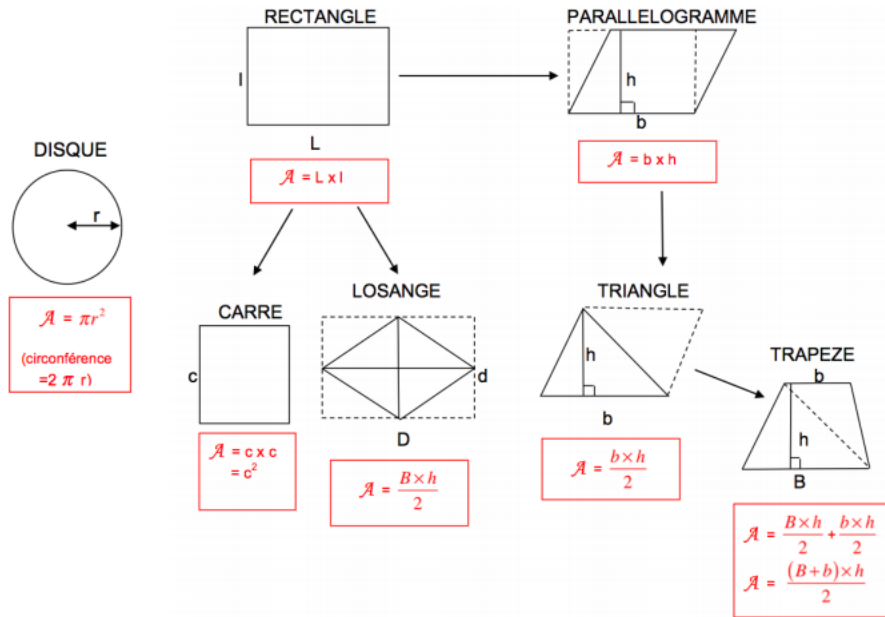 RECTANGLE
l
L
𝒜 = L x l
PARALLELOGRAMME
h
b
𝒜 = b x h
DISQUE
r
𝒜 = πr²
(circonférence
=2 π r)
CARRE
c
𝒜 = c x c
= c²
LOSANGE
d
D
𝒜 = B×h/2
TRIANGLE
h
b
𝒜 = b×h/2
TRAPEZE
b
h
B
𝒜 = B×h/2 + b×h/2
𝒜 = (B+b)×h/2